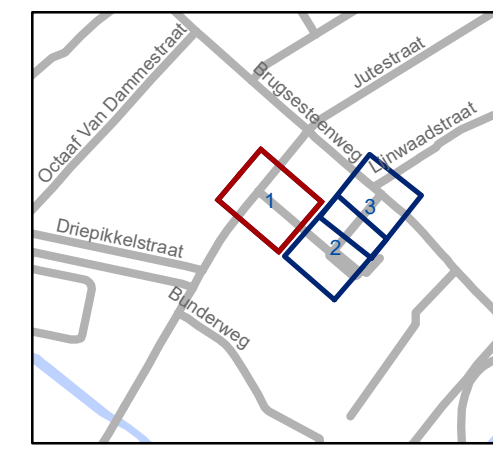 Octaaf Van Dammestraat
Brugsesteenweg
Jutestraat
Lijnwaadstraat
1
3
2
Driepikkelstraat
Bunderweg